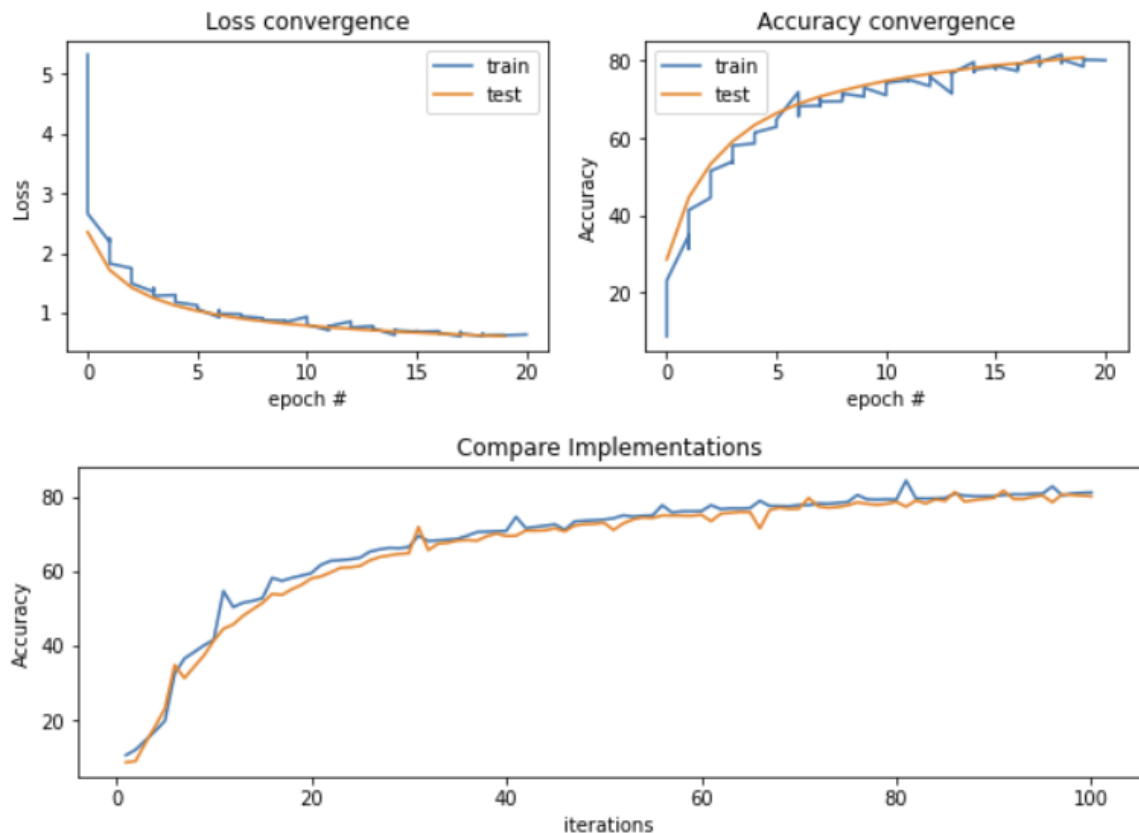 Loss convergence
5
4
3
2
1
Loss
train
test
0
5
10
15
20
epoch #
Accuracy convergence
80
60
40
20
Accuracy
train
test
0
5
10
15
20
epoch #
Compare Implementations
80
60
40
20
Accuracy
0
20
40
60
80
100
iterations